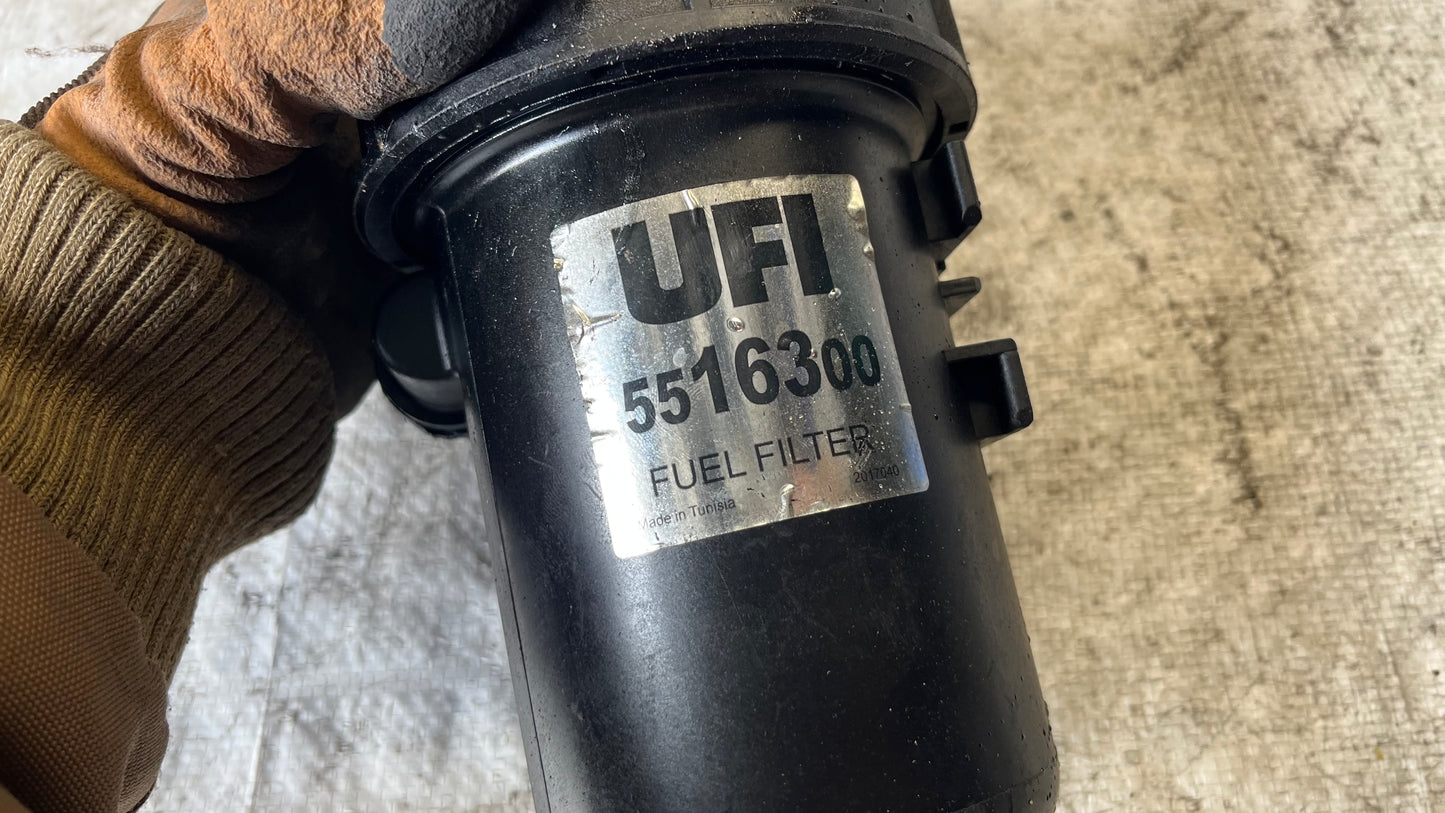 UFI
5516300
FUEL FILTER
Made in Tunisia
2017040